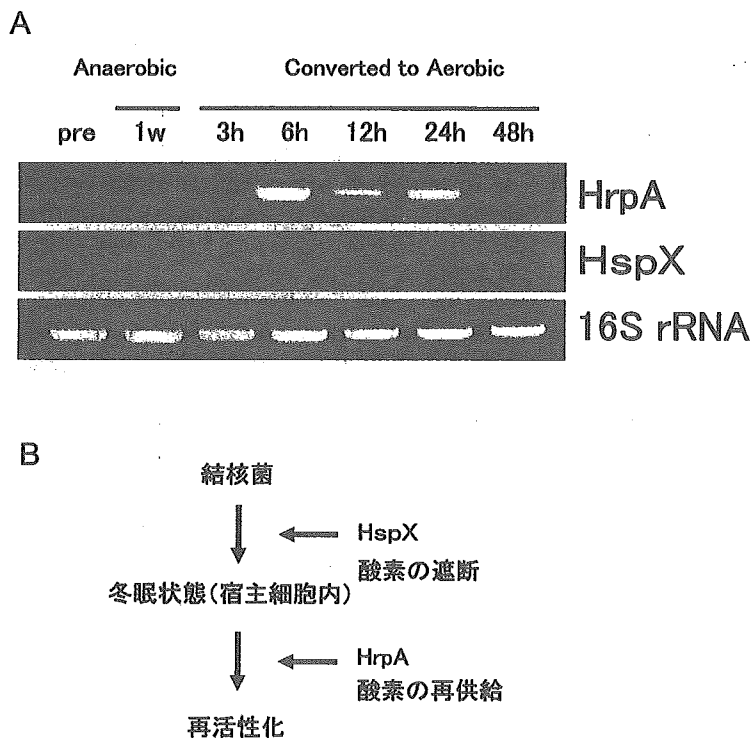 A
Anaerobic Converted to Aerobic
pre 1w 3h 6h 12h 24h 48h
HrpA
HspX
16S rRNA
B
結核菌
HspX
酸素の遮断
冬眠状態(宿主細胞内)
HrpA
酸素の再供給
再活性化